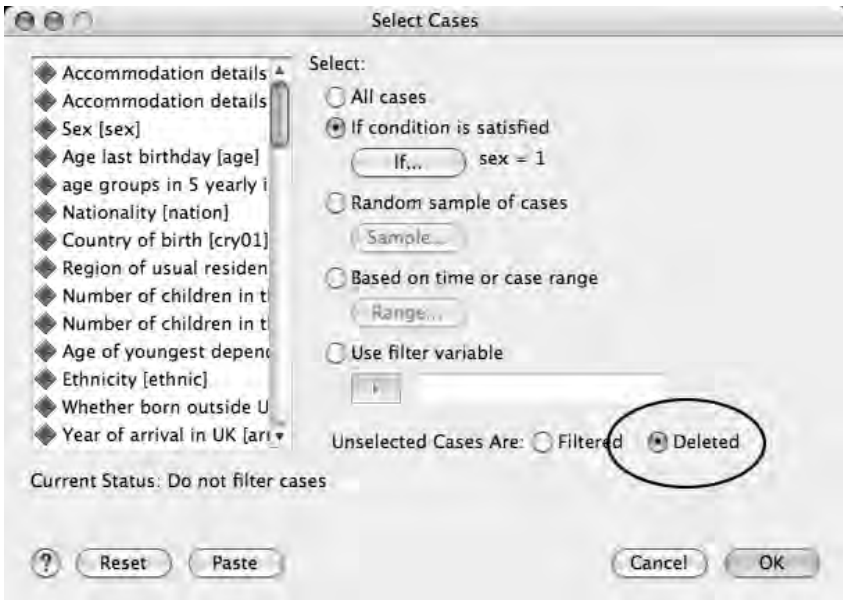 Select Cases
Accommodation details
Accommodation details
Sex [sex]
Age last birthday [age]
age groups in 5 yearly i
Nationality [nation]
Country of birth [cry01]
Region of usual residen
Number of children in t
Number of children in t
Age of youngest depend
Ethnicity [ethnic]
Whether born outside U
Year of arrival in UK [arr
Select:
All cases
If condition is satisfied
If... sex = 1
Random sample of cases
Sample...
Based on time or case range
Range...
Use filter variable
Unselected Cases Are: Filtered Deleted
Current Status: Do not filter cases
? Reset Paste Cancel OK